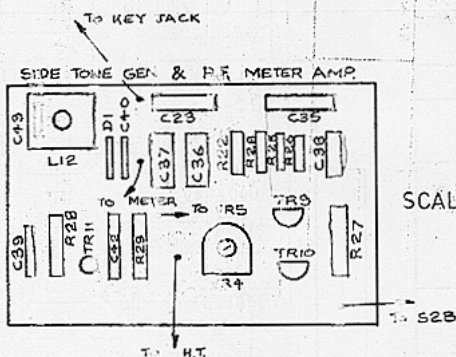 TO KEY JACK
SIDE TONE GEN & R.F. METER AMP.
C43
L12
D1
C40
C23
C35
C37
C36
R22
R25
R26
C38
TO METER
TO
TR5
TR9
SCAL
C39
R28
TR11
C42
R29
R4
TR10
R27
TO S2B
TO H.T.